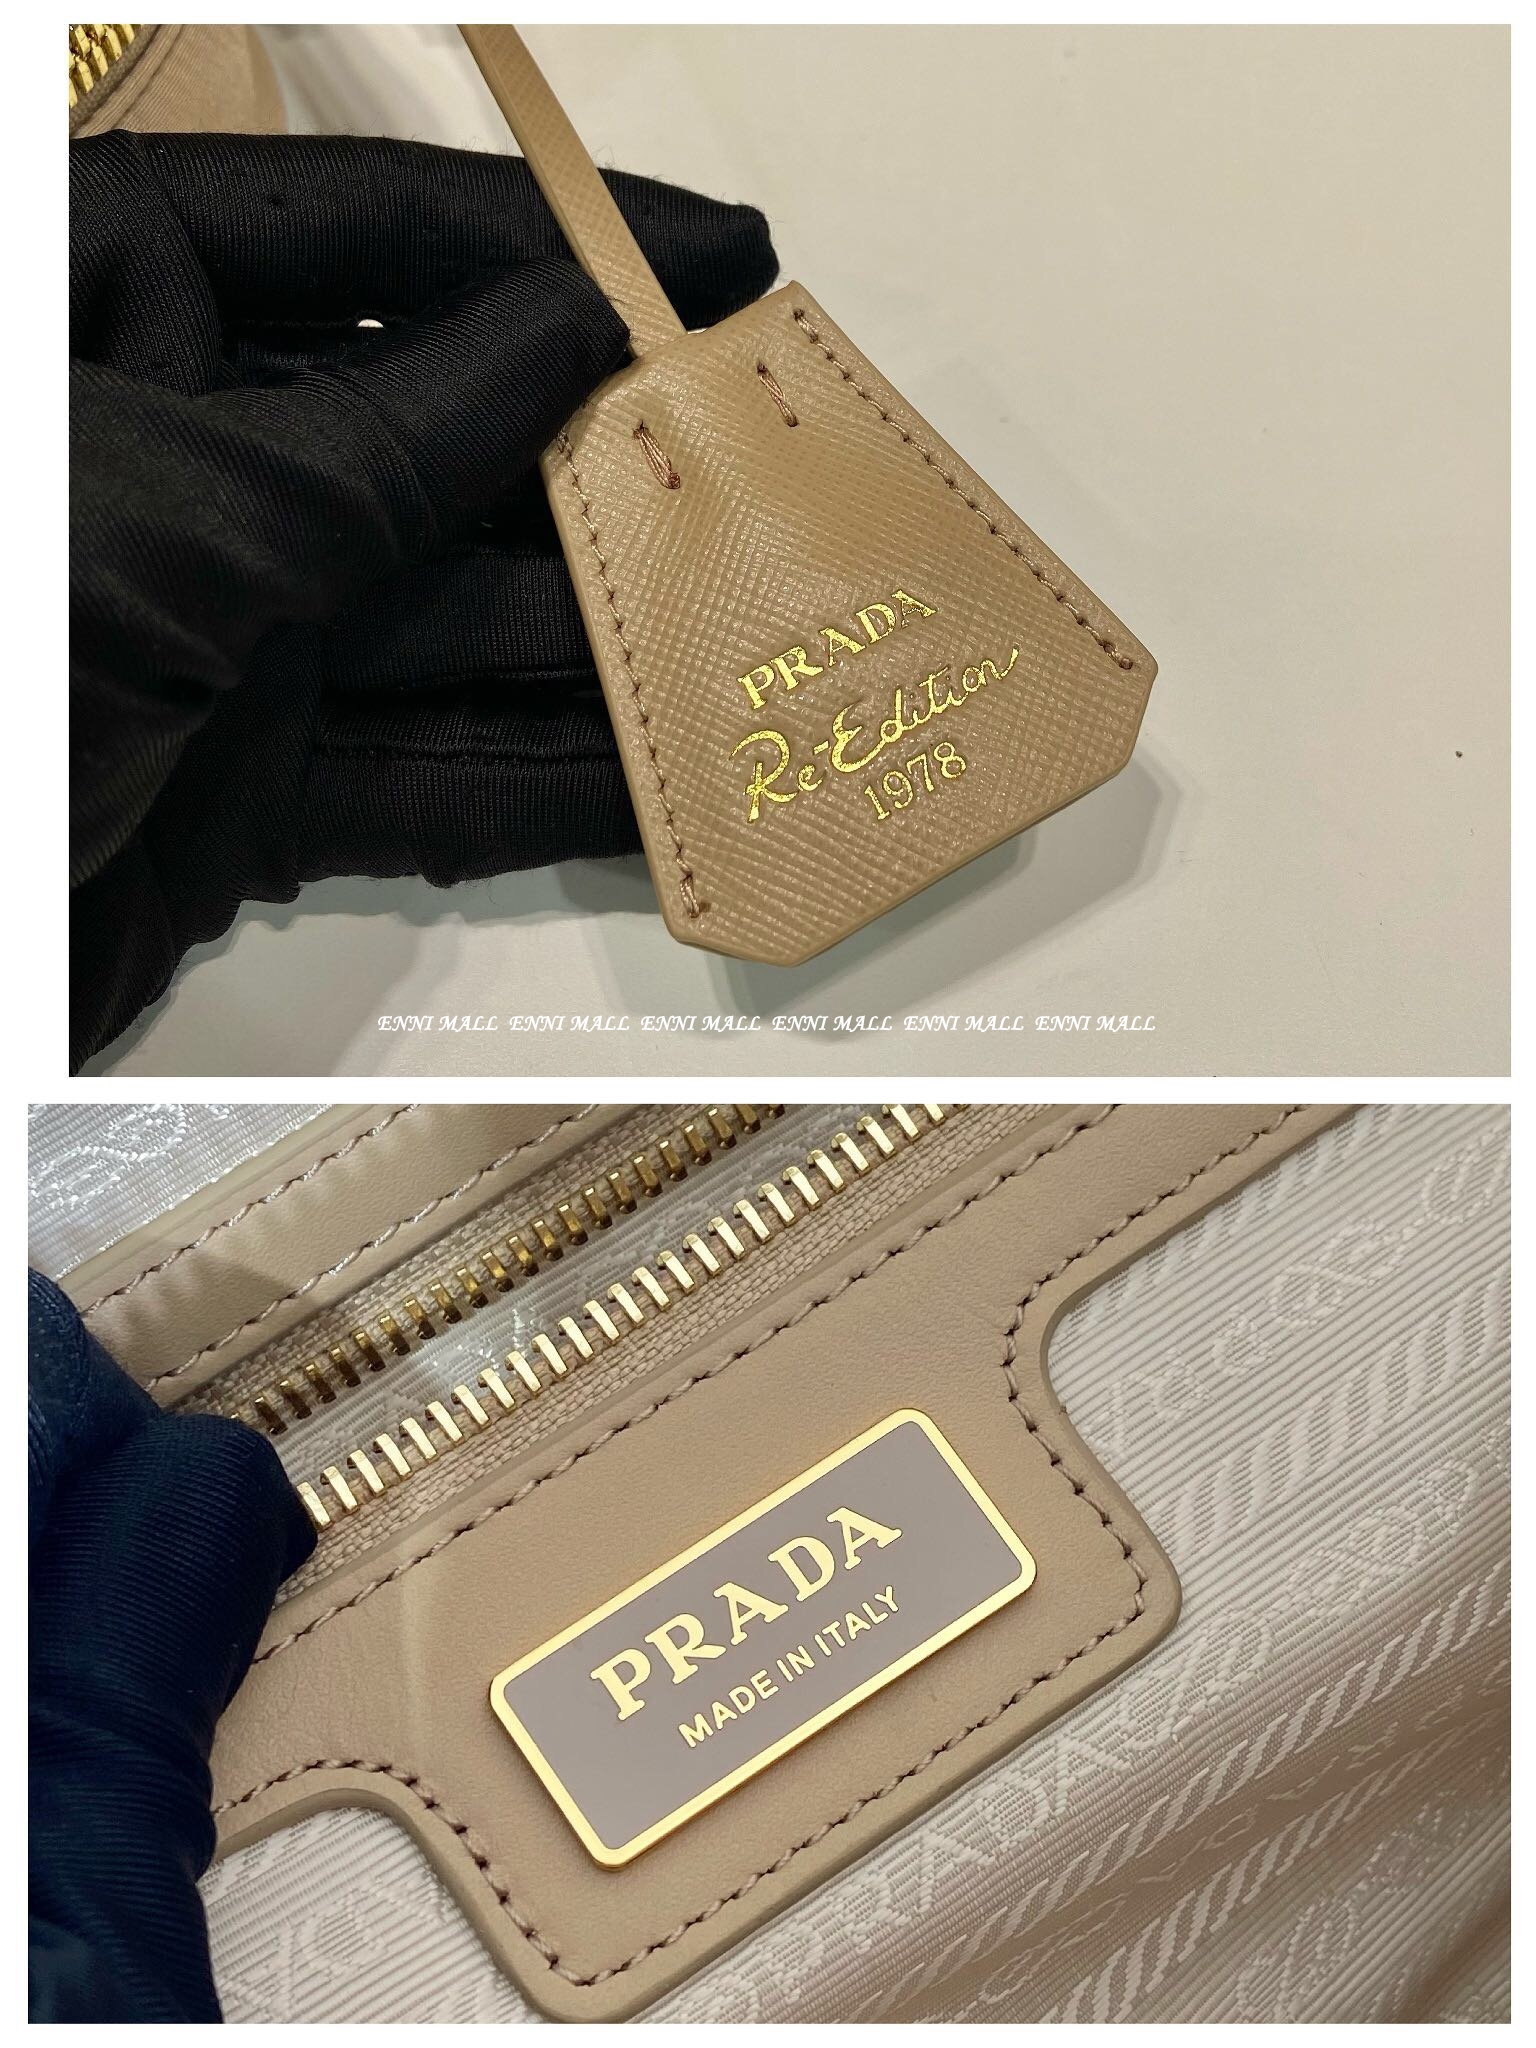 PRADA
Re-Edition
1978
ENNI MALL ENNI MALL ENNI MALL ENNI MALL ENNI MALL ENNI MALL
PRADA
MADE IN ITALY
PRADA